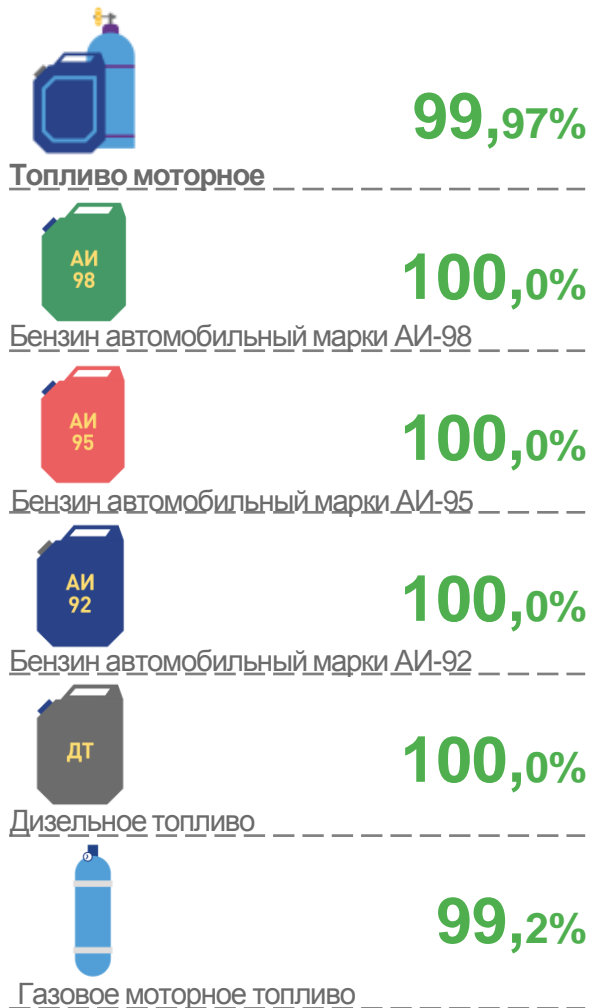 99,97%
Топливо моторное
АИ
98
100,0%
Бензин автомобильный марки АИ-98
АИ
95
100,0%
Бензин автомобильный марки АИ-95
АИ
92
100,0%
Бензин автомобильный марки АИ-92
ДТ
100,0%
Дизельное топливо
99,2%
Газовое моторное топливо